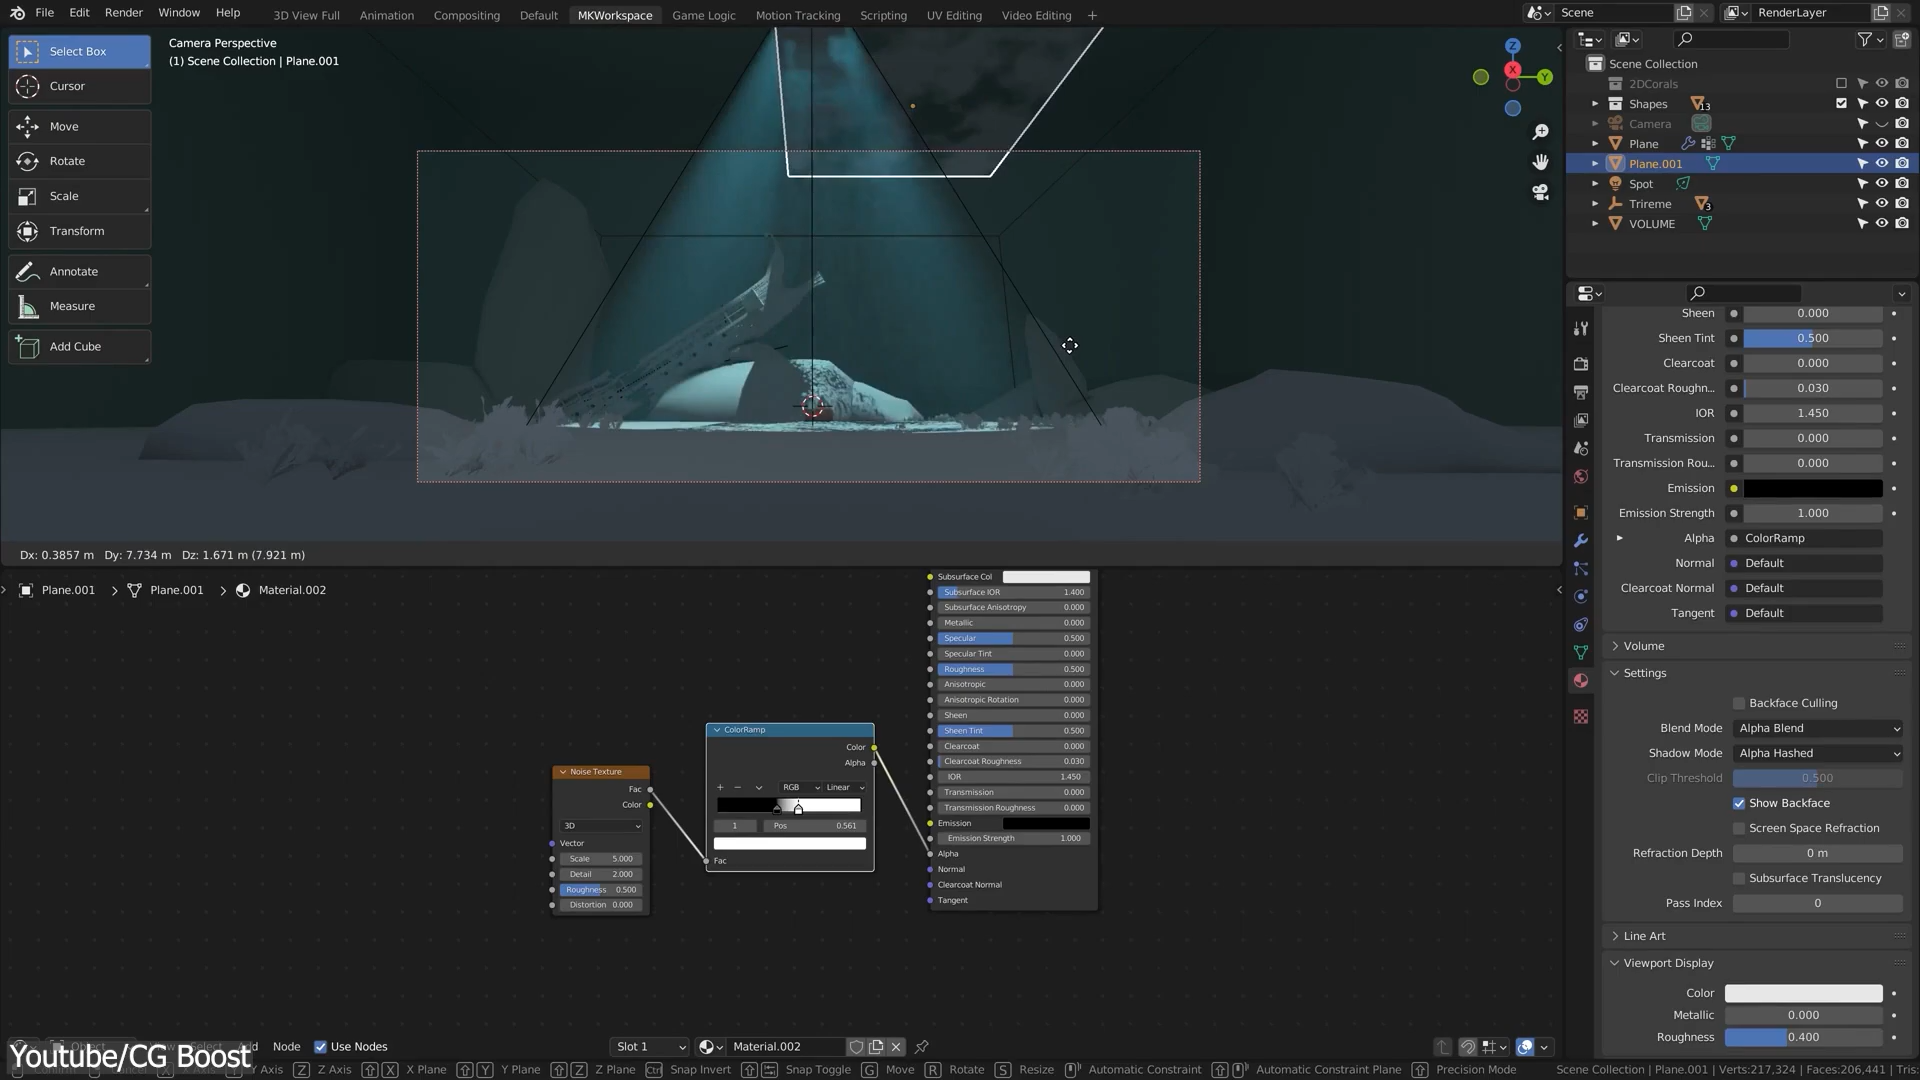 File Edit Render Window Help 3D View Full Animation Compositing Default MKWorkspace Game Logic Motion Tracking Scripting UV Editing Video Editing + Scene RenderLayer
Select Box
Cursor
Move
Rotate
Scale
Transform
Annotate
Measure
Add Cube
Camera Perspective
(1) Scene Collection | Plane.001
Z
X
Y
Dx: 0.3857 m Dy: 7.734 m Dz: 1.671 m (7.921 m)
Scene Collection
2DCorals
Shapes 13
Camera
Plane
Plane.001
Spot
Trireme 3
VOLUME
Sheen 0.000
Sheen Tint 0.500
Clearcoat 0.000
Clearcoat Roughn... 0.030
IOR 1.450
Transmission 0.000
Transmission Rou... 0.000
Emission
Emission Strength 1.000
Alpha ColorRamp
Normal Default
Clearcoat Normal Default
Tangent Default
Volume
Settings
Backface Culling
Blend Mode Alpha Blend
Shadow Mode Alpha Hashed
Clip Threshold 0.500
Show Backface
Screen Space Refraction
Refraction Depth 0 m
Subsurface Translucency
Pass Index 0
Line Art
Viewport Display
Color
Metallic 0.000
Roughness 0.400
Plane.001 > Plane.001 > Material.002
Noise Texture
Fac
Color
3D
Vector
Scale 5.000
Detail 2.000
Roughness 0.500
Distortion 0.000
ColorRamp
Color
Alpha
+ − RGB Linear
1 Pos 0.561
Fac
Subsurface Col
Subsurface IOR 1.400
Subsurface Anisotropy 0.000
Metallic 0.000
Specular 0.500
Specular Tint 0.000
Roughness 0.500
Anisotropic 0.000
Anisotropic Rotation 0.000
Sheen 0.000
Sheen Tint 0.500
Clearcoat 0.000
Clearcoat Roughness 0.030
IOR 1.450
Transmission 0.000
Transmission Roughness 0.000
Emission
Emission Strength 1.000
Alpha
Normal
Clearcoat Normal
Tangent
Node Use Nodes Slot 1 Material.002
Youtube/CG Boost
Y Axis Z Z Axis X X Plane Y Y Plane Z Z Plane Ctrl Snap Invert Snap Toggle G Move R Rotate S Resize Automatic Constraint Automatic Constraint Plane Precision Mode Scene Collection | Plane.001 | Verts:217,324 | Faces:206,441 | Tris: